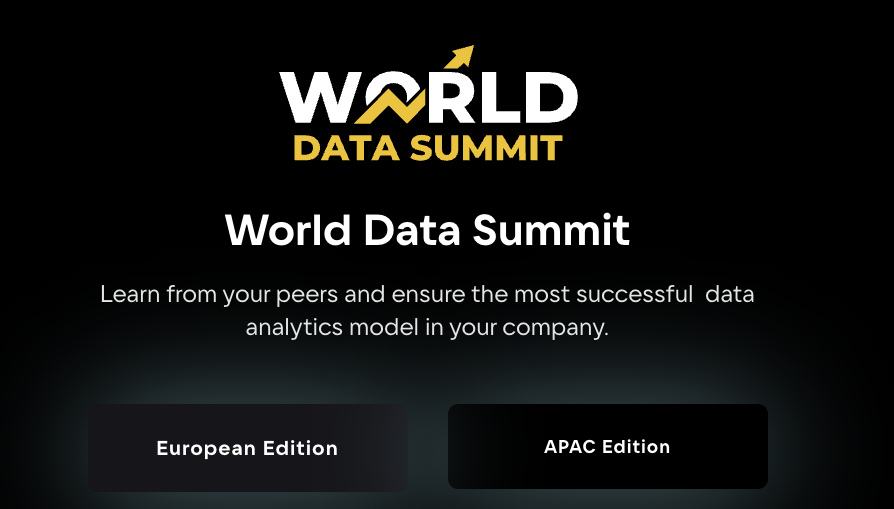 WORLD
DATA SUMMIT
World Data Summit
Learn from your peers and ensure the most successful  data
analytics model in your company.
European Edition
APAC Edition